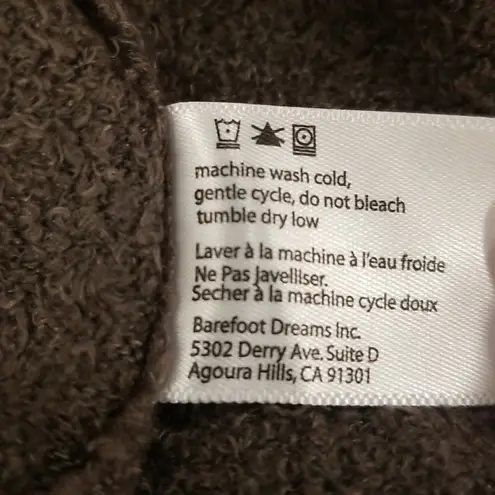 machine wash cold,
gentle cycle, do not bleach
tumble dry low
Laver à la machine à l'eau froide
Ne Pas Javelliser.
Secher à la machine cycle doux
Barefoot Dreams Inc.
5302 Derry Ave. Suite D
Agoura Hills, CA 91301